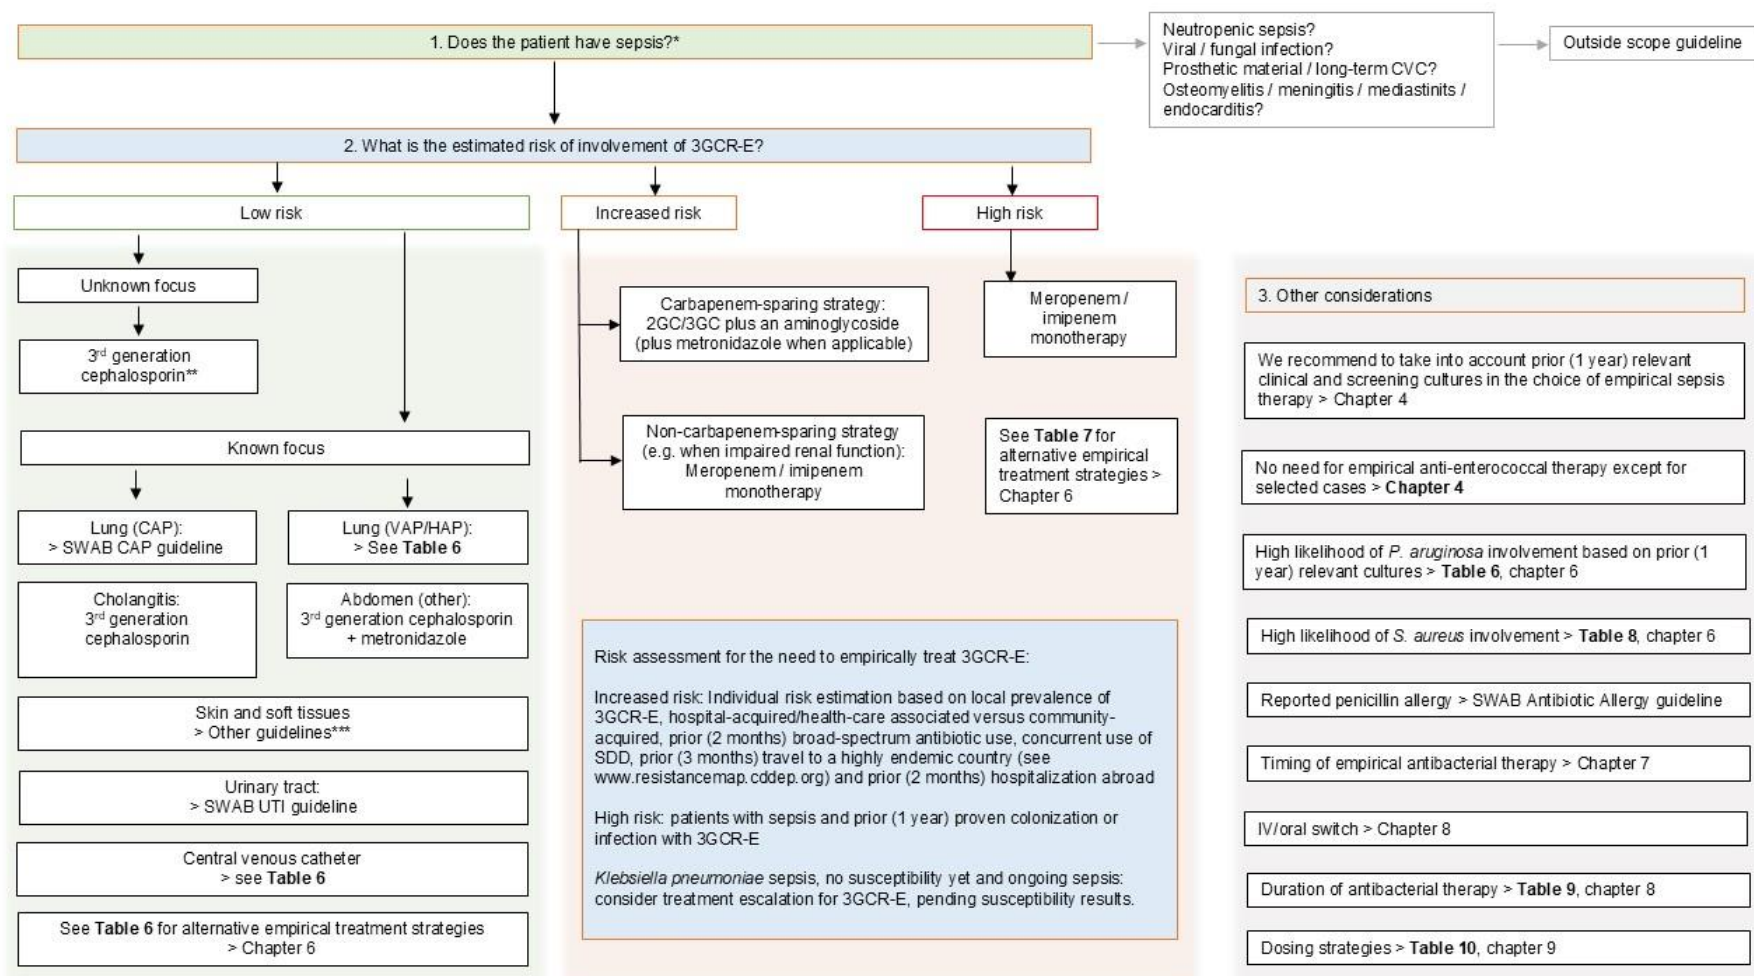 1. Does the patient have sepsis?*
Neutropenic sepsis?
Viral / fungal infection?
Prosthetic material / long-term CVC?
Osteomyelitis / meningitis / mediastinits /
endocarditis?
Outside scope guideline
2. What is the estimated risk of involvement of 3GCR-E?
Low risk
Increased risk
High risk
Unknown focus
3rd generation
cephalosporin**
Known focus
Lung (CAP):
> SWAB CAP guideline
Lung (VAP/HAP):
> See Table 6
Cholangitis:
3rd generation
cephalosporin
Abdomen (other):
3rd generation cephalosporin
+ metronidazole
Skin and soft tissues
> Other guidelines***
Urinary tract:
> SWAB UTI guideline
Central venous catheter
> see Table 6
See Table 6 for alternative empirical treatment strategies
> Chapter 6
Carbapenem-sparing strategy:
2GC/3GC plus an aminoglycoside
(plus metronidazole when applicable)
Non-carbapenem-sparing strategy
(e.g. when impaired renal function):
Meropenem / imipenem
monotherapy
Meropenem /
imipenem
monotherapy
See Table 7 for
alternative empirical
treatment strategies >
Chapter 6
Risk assessment for the need to empirically treat 3GCR-E:
Increased risk: Individual risk estimation based on local prevalence of
3GCR-E, hospital-acquired/health-care associated versus community-
acquired, prior (2 months) broad-spectrum antibiotic use, concurrent use of
SDD, prior (3 months) travel to a highly endemic country (see
www.resistancemap.cddep.org) and prior (2 months) hospitalization abroad
High risk: patients with sepsis and prior (1 year) proven colonization or
infection with 3GCR-E
Klebsiella pneumoniae sepsis, no susceptibility yet and ongoing sepsis:
consider treatment escalation for 3GCR-E, pending susceptibility results.
3. Other considerations
We recommend to take into account prior (1 year) relevant
clinical and screening cultures in the choice of empirical sepsis
therapy > Chapter 4
No need for empirical anti-enterococcal therapy except for
selected cases > Chapter 4
High likelihood of P. aruginosa involvement based on prior (1
year) relevant cultures > Table 6, chapter 6
High likelihood of S. aureus involvement > Table 8, chapter 6
Reported penicillin allergy > SWAB Antibiotic Allergy guideline
Timing of empirical antibacterial therapy > Chapter 7
IV/oral switch > Chapter 8
Duration of antibacterial therapy > Table 9, chapter 8
Dosing strategies > Table 10, chapter 9